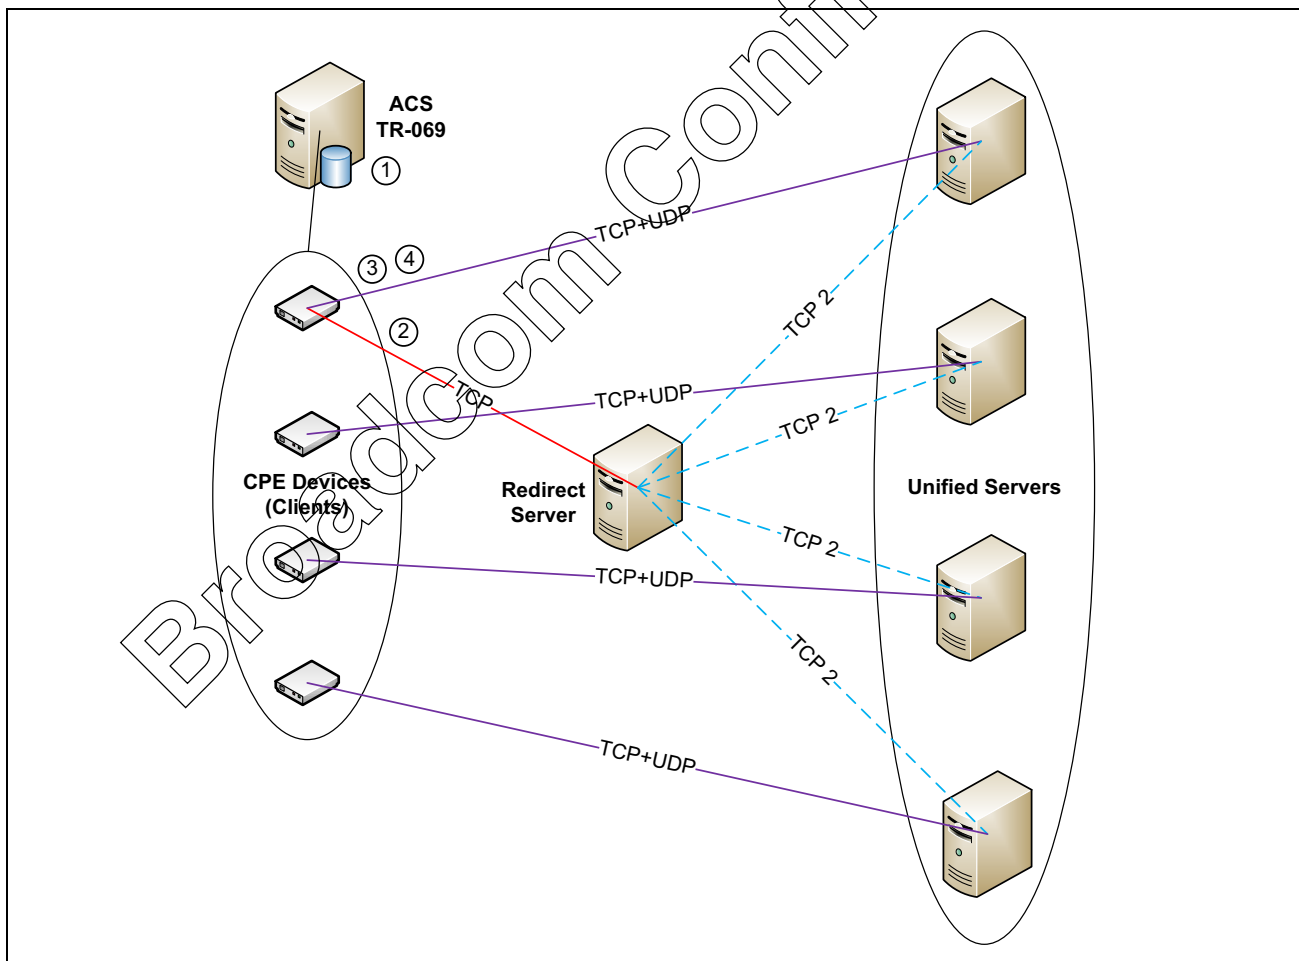 ACS
TR-069
1
3
4
2
TCP+UDP
TCP
TCP 2
TCP+UDP
TCP 2
CPE Devices
(Clients)
Redirect
Server
Unified Servers
TCP 2
TCP+UDP
TCP 2
TCP+UDP
Broadcom Conf